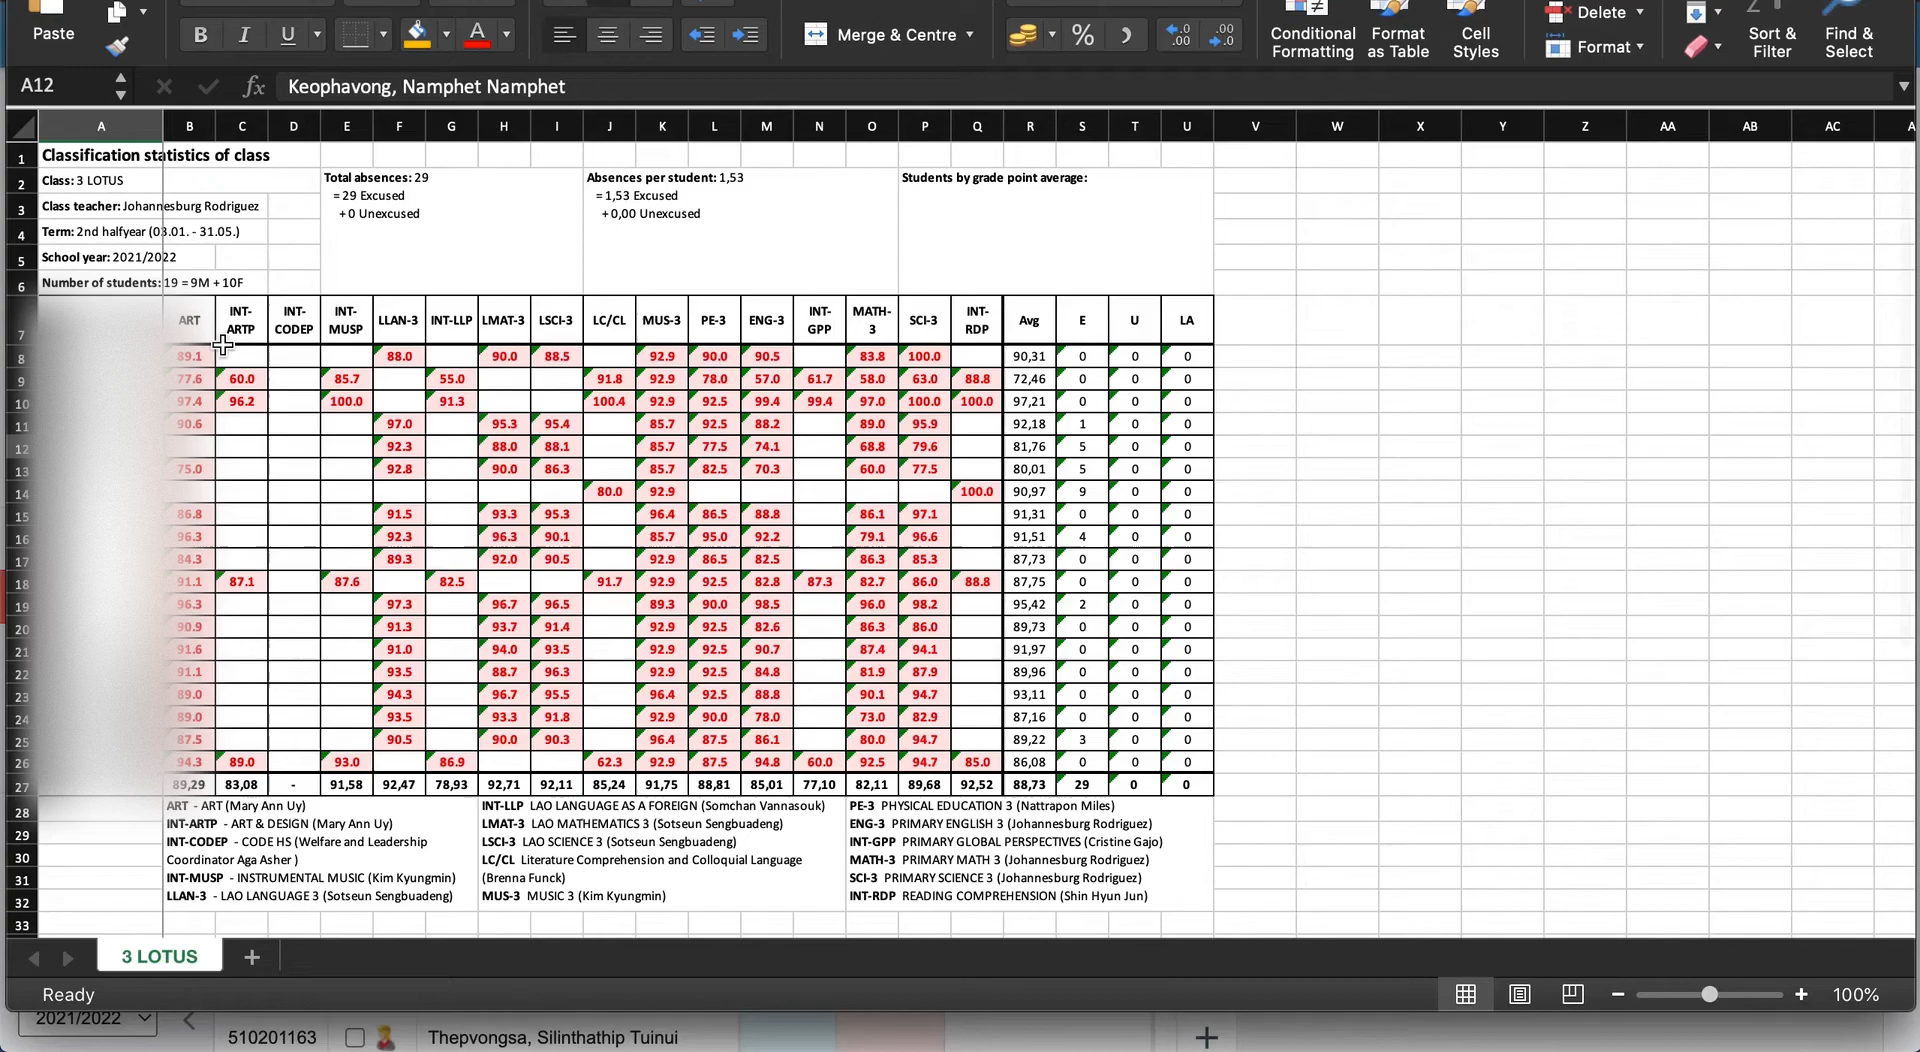 Paste
B I U A
Merge & Centre
%
Conditional Formatting
Format as Table
Cell Styles
Delete
Format
Sort & Filter
Find & Select
A12 fx Keophavong, Namphet Namphet
A B C D E F G H I J K L M N O P Q R S T U V W X Y Z AA AB AC
1 Classification statistics of class
2 Class: 3 LOTUS
3 Class teacher: Johannesburg Rodriguez
4 Term: 2nd halfyear (03.01. - 31.05.)
5 School year: 2021/2022
6 Number of students: 19 = 9M + 10F
Total absences: 29
= 29 Excused
+ 0 Unexcused
Absences per student: 1,53
= 1,53 Excused
+ 0,00 Unexcused
Students by grade point average:
7 ART INT-ARTP INT-CODEP INT-MUSP LLAN-3 INT-LLP LMAT-3 LSCI-3 LC/CL MUS-3 PE-3 ENG-3 INT-GPP MATH-3 SCI-3 INT-RDP Avg E U LA
8 89.1 88.0 90.0 88.5 92.9 90.0 90.5 83.8 100.0 90,31 0 0 0
9 77.6 60.0 85.7 55.0 91.8 92.9 78.0 57.0 61.7 58.0 63.0 88.8 72,46 0 0 0
10 97.4 96.2 100.0 91.3 100.4 92.9 92.5 99.4 99.4 97.0 100.0 100.0 97,21 0 0 0
11 90.6 97.0 95.3 95.4 85.7 92.5 88.2 89.0 95.9 92,18 1 0 0
12 92.3 88.0 88.1 85.7 77.5 74.1 68.8 79.6 81,76 5 0 0
13 75.0 92.8 90.0 86.3 85.7 82.5 70.3 60.0 77.5 80,01 5 0 0
14 80.0 92.9 100.0 90,97 9 0 0
15 86.8 91.5 93.3 95.3 96.4 86.5 88.8 86.1 97.1 91,31 0 0 0
16 96.3 92.3 96.3 90.1 85.7 95.0 92.2 79.1 96.6 91,51 4 0 0
17 84.3 89.3 92.0 90.5 92.9 86.5 82.5 86.3 85.3 87,73 0 0 0
18 91.1 87.1 87.6 82.5 91.7 92.9 92.5 82.8 87.3 82.7 86.0 88.8 87,75 0 0 0
19 96.3 97.3 96.7 96.5 89.3 90.0 98.5 96.0 98.2 95,42 2 0 0
20 90.9 91.3 93.7 91.4 92.9 92.5 82.6 86.3 86.0 89,73 0 0 0
21 91.6 91.0 94.0 93.5 92.9 92.5 90.7 87.4 94.1 91,97 0 0 0
22 91.1 93.5 88.7 96.3 92.9 92.5 84.8 81.9 87.9 89,96 0 0 0
23 89.0 94.3 96.7 95.5 96.4 92.5 88.8 90.1 94.7 93,11 0 0 0
24 89.0 93.5 93.3 91.8 92.9 90.0 78.0 73.0 82.9 87,16 0 0 0
25 87.5 90.5 90.0 90.3 96.4 87.5 86.1 80.0 94.7 89,22 3 0 0
26 94.3 89.0 93.0 86.9 62.3 92.9 87.5 94.8 60.0 92.5 94.7 85.0 86,08 0 0 0
27 89,29 83,08 - 91,58 92,47 78,93 92,71 92,11 85,24 91,75 88,81 85,01 77,10 82,11 89,68 92,52 88,73 29 0 0
28
29
30
31
32
33
ART - ART (Mary Ann Uy)
INT-ARTP - ART & DESIGN (Mary Ann Uy)
INT-CODEP - CODE HS (Welfare and Leadership
Coordinator Aga Asher )
INT-MUSP - INSTRUMENTAL MUSIC (Kim Kyungmin)
LLAN-3 - LAO LANGUAGE 3 (Sotseun Sengbuadeng)
INT-LLP LAO LANGUAGE AS A FOREIGN (Somchan Vannasouk)
LMAT-3 LAO MATHEMATICS 3 (Sotseun Sengbuadeng)
LSCI-3 LAO SCIENCE 3 (Sotseun Sengbuadeng)
LC/CL Literature Comprehension and Colloquial Language
(Brenna Funck)
MUS-3 MUSIC 3 (Kim Kyungmin)
PE-3 PHYSICAL EDUCATION 3 (Nattrapon Miles)
ENG-3 PRIMARY ENGLISH 3 (Johannesburg Rodriguez)
INT-GPP PRIMARY GLOBAL PERSPECTIVES (Cristine Gajo)
MATH-3 PRIMARY MATH 3 (Johannesburg Rodriguez)
SCI-3 PRIMARY SCIENCE 3 (Johannesburg Rodriguez)
INT-RDP READING COMPREHENSION (Shin Hyun Jun)
3 LOTUS
Ready 100%
2021/2022 510201163 Thepvongsa, Silinthathip Tuinui